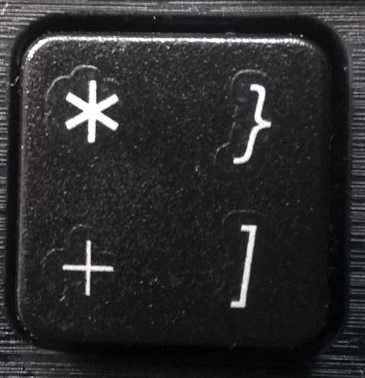 * }
+ ]